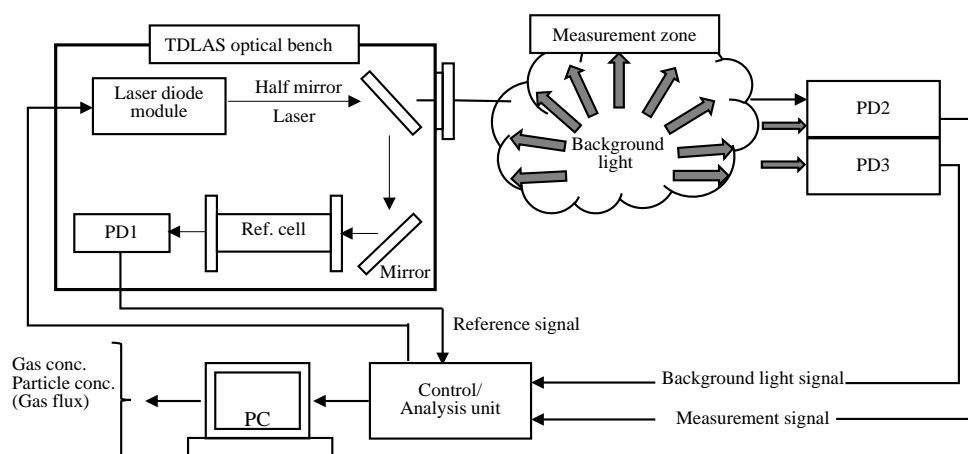 TDLAS optical bench
Measurement zone
Laser diode
module
Half mirror
Laser
PD2
Background
light
PD3
PD1
Ref. cell
Mirror
Reference signal
Gas conc.
Particle conc.
(Gas flux)
PC
Control/
Analysis unit
Background light signal
Measurement signal